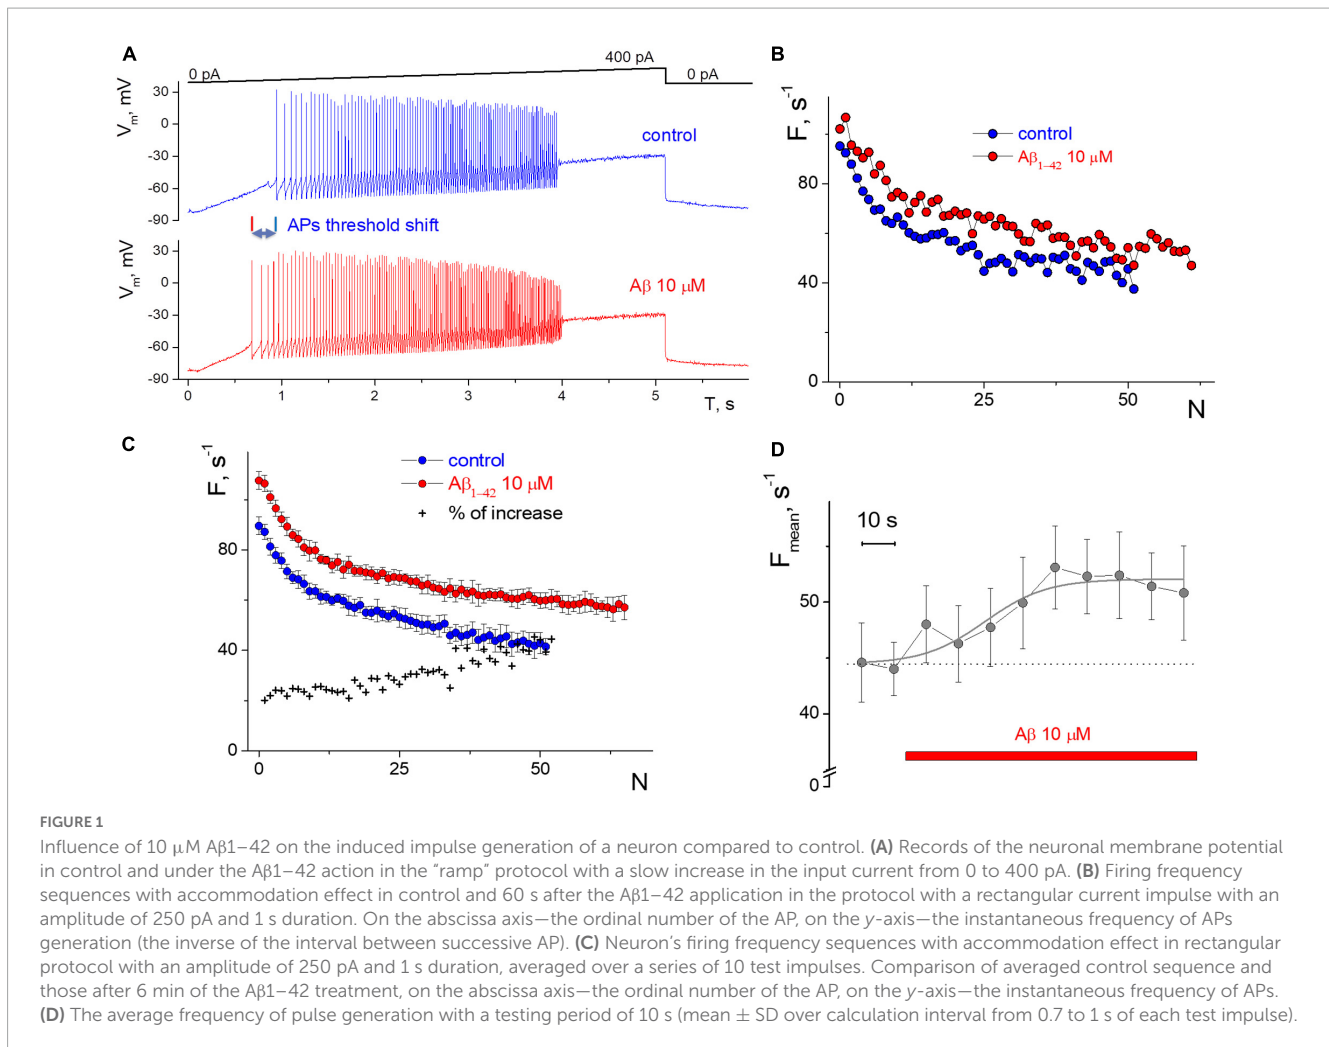 A
0 pA
400 pA
0 pA
Vm, mV
30
0
-30
-60
-90
control
APs threshold shift
Vm, mV
30
0
-30
-60
-90
Aβ 10 μM
0
1
2
3
4
5
T, s
B
F, s-1
80
40
0
control
Aβ1–42 10 μM
0
25
50
N
C
F, s-1
80
40
0
control
Aβ1–42 10 μM
% of increase
0
25
50
N
D
Fmean, s-1
10 s
50
40
0
Aβ 10 μM
FIGURE 1
Influence of 10 μM Aβ1–42 on the induced impulse generation of a neuron compared to control. (A) Records of the neuronal membrane potential
in control and under the Aβ1–42 action in the “ramp” protocol with a slow increase in the input current from 0 to 400 pA. (B) Firing frequency
sequences with accommodation effect in control and 60 s after the Aβ1–42 application in the protocol with a rectangular current impulse with an
amplitude of 250 pA and 1 s duration. On the abscissa axis—the ordinal number of the AP, on the y-axis—the instantaneous frequency of APs
generation (the inverse of the interval between successive AP). (C) Neuron’s firing frequency sequences with accommodation effect in rectangular
protocol with an amplitude of 250 pA and 1 s duration, averaged over a series of 10 test impulses. Comparison of averaged control sequence and
those after 6 min of the Aβ1–42 treatment, on the abscissa axis—the ordinal number of the AP, on the y-axis—the instantaneous frequency of APs.
(D) The average frequency of pulse generation with a testing period of 10 s (mean ± SD over calculation interval from 0.7 to 1 s of each test impulse).